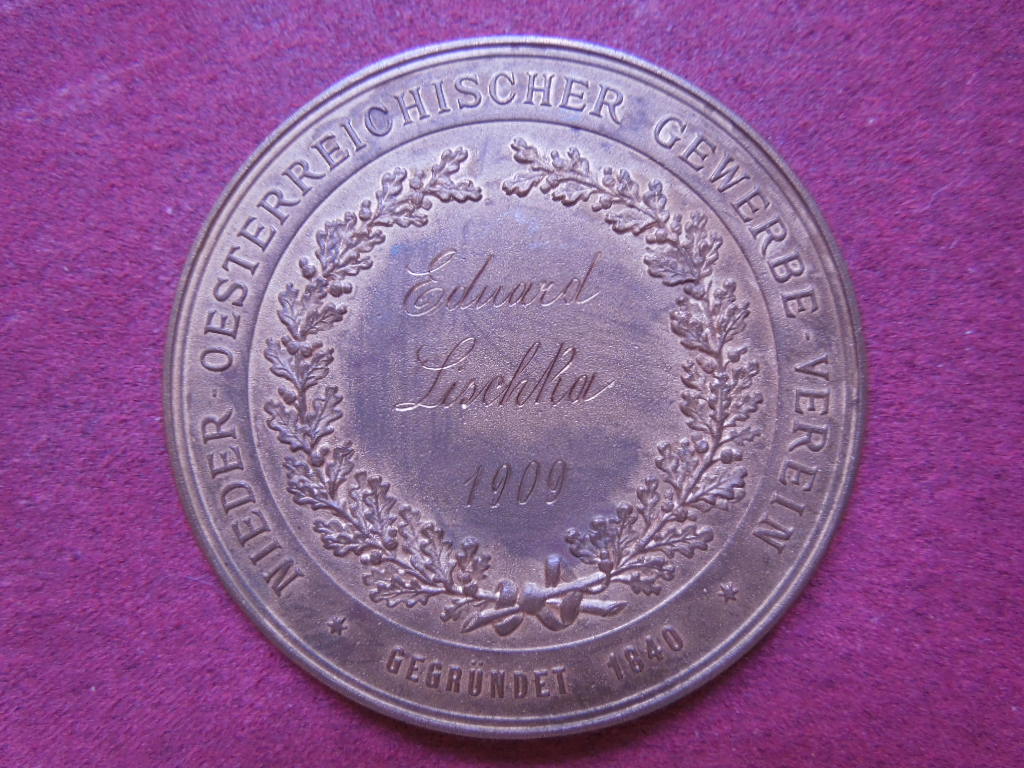 NIEDER-OESTERREICHISCHER GEWERBE-VEREIN
Eduard
Lischka
1909
* GEGRÜNDET 1840 *